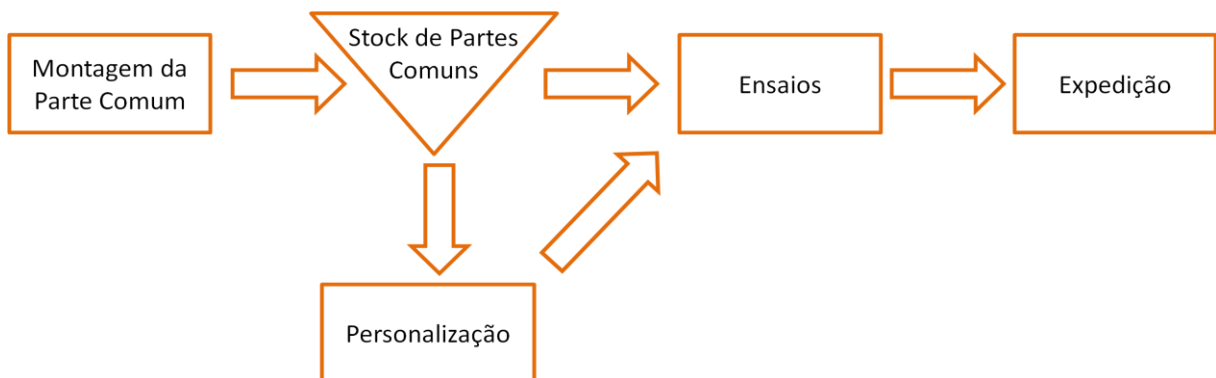 Montagem da
Parte Comum
Stock de Partes
Comuns
Ensaios
Expedição
Personalização